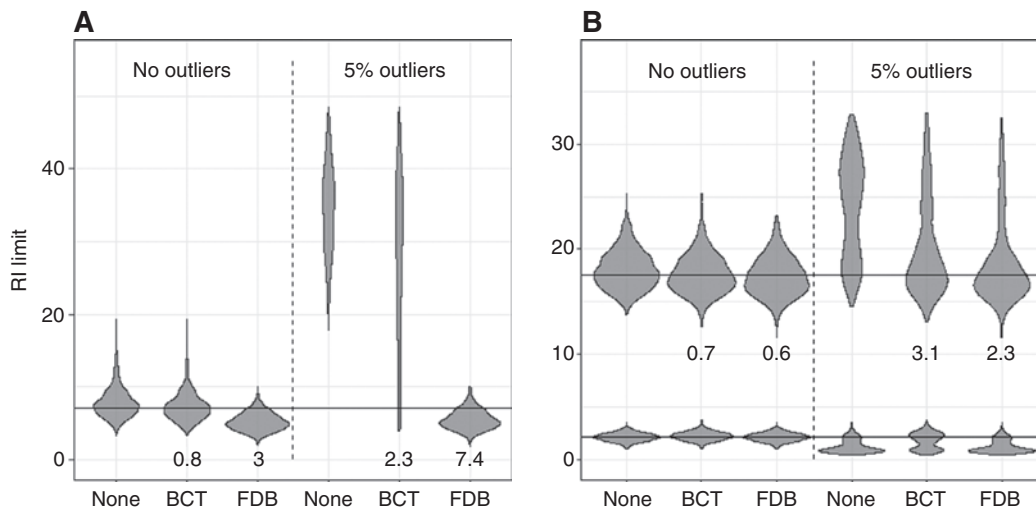 A
No outliers
5% outliers
RI limit
40
20
0
0.8
3
2.3
7.4
None
BCT
FDB
None
BCT
FDB
B
No outliers
5% outliers
30
20
10
0
0.7
0.6
3.1
2.3
None
BCT
FDB
None
BCT
FDB